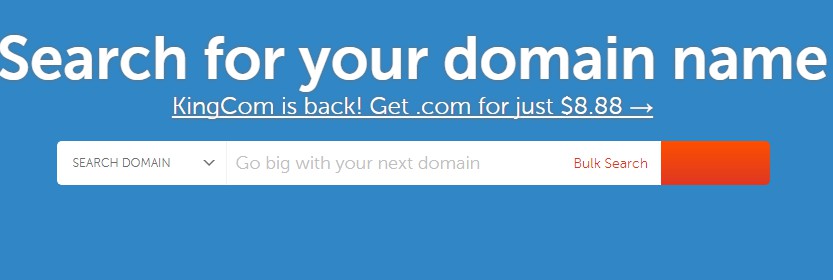 Search for your domain name
KingCom is back! Get .com for just $8.88 →
SEARCH DOMAIN Go big with your next domain Bulk Search